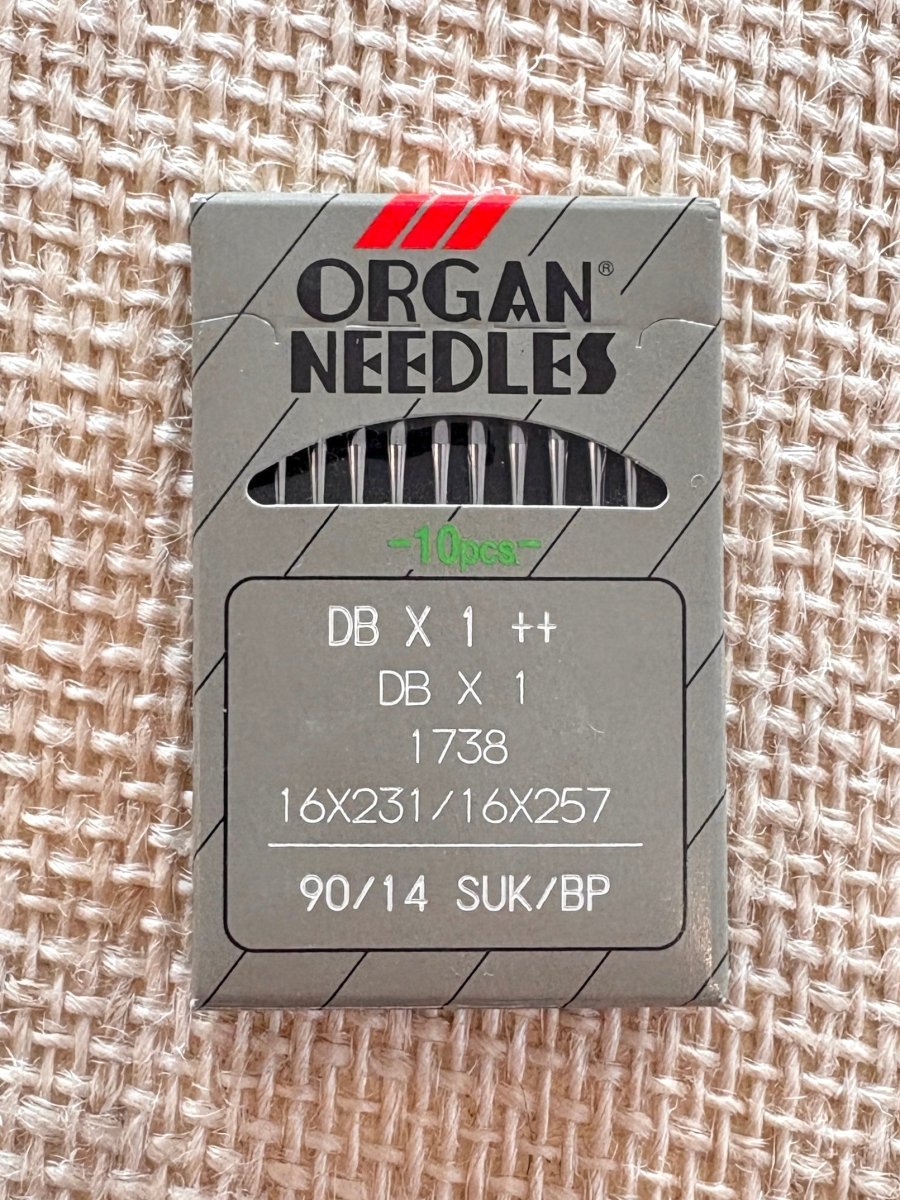 ORGAN®
NEEDLES
-10pcs-
DB X 1 ++
DB X 1
1738
16X231/16X257
90/14 SUK/BP